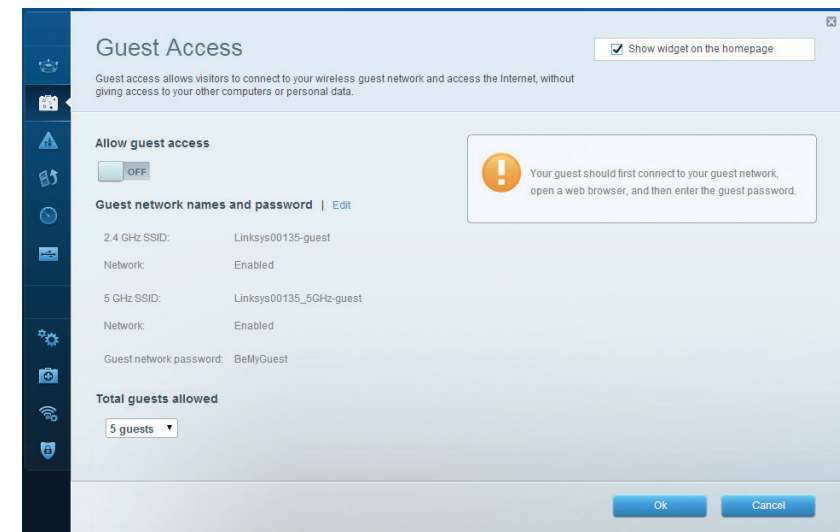 Guest Access
Show widget on the homepage
Guest access allows visitors to connect to your wireless guest network and access the Internet, without
giving access to your other computers or personal data.
Allow guest access
OFF
Your guest should first connect to your guest network,
open a web browser, and then enter the guest password.
Guest network names and password | Edit
2.4 GHz SSID: Linksys00135-guest
Network: Enabled
5 GHz SSID: Linksys00135_5GHz-guest
Network: Enabled
Guest network password: BeMyGuest
Total guests allowed
5 guests
Ok Cancel